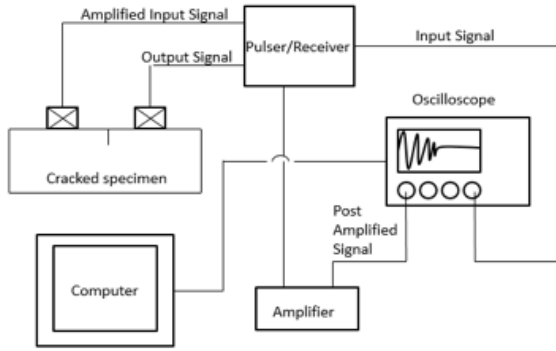 Amplified Input Signal
Pulser/Receiver
Input Signal
Output Signal
Oscilloscope
Cracked specimen
Post
Amplified
Signal
Computer
Amplifier